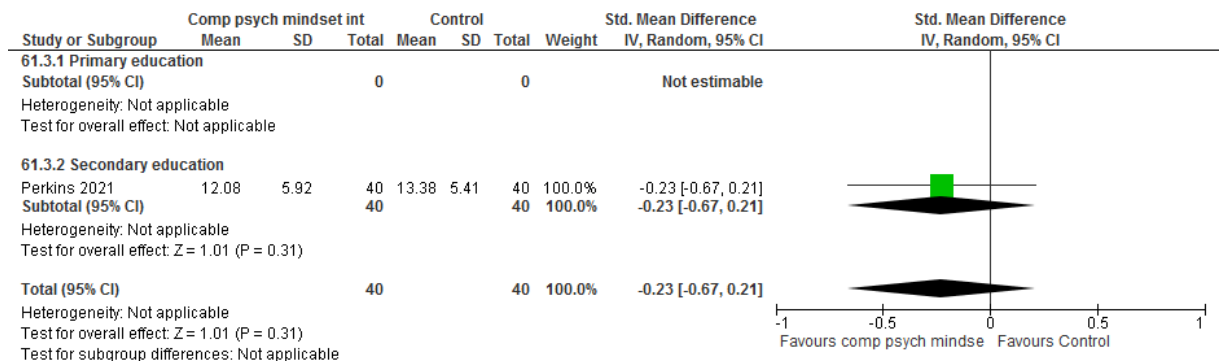 Comp psych mindset int Control Std. Mean Difference Std. Mean Difference
Study or Subgroup Mean SD Total Mean SD Total Weight IV, Random, 95% CI IV, Random, 95% CI
61.3.1 Primary education
Subtotal (95% CI) 0 0 Not estimable
Heterogeneity: Not applicable
Test for overall effect: Not applicable
61.3.2 Secondary education
Perkins 2021 12.08 5.92 40 13.38 5.41 40 100.0% -0.23 [-0.67, 0.21]
Subtotal (95% CI) 40 40 100.0% -0.23 [-0.67, 0.21]
Heterogeneity: Not applicable
Test for overall effect: Z = 1.01 (P = 0.31)
Total (95% CI) 40 40 100.0% -0.23 [-0.67, 0.21]
Heterogeneity: Not applicable
Test for overall effect: Z = 1.01 (P = 0.31)
Test for subgroup differences: Not applicable
-1 -0.5 0 0.5 1
Favours comp psych mindse Favours Control